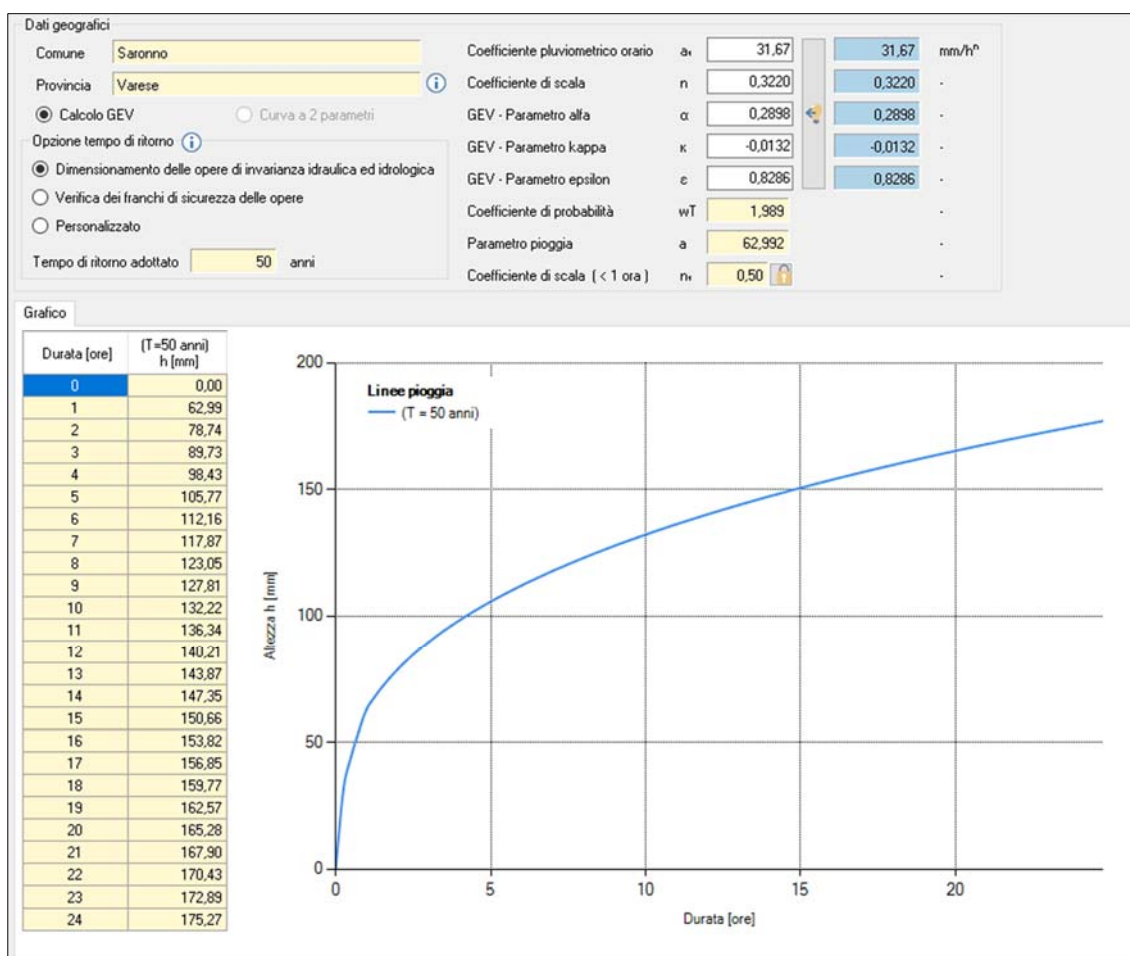 Dati geografici
Comune Saronno
Provincia Varese
Calcolo GEV Curva a 2 parametri
Opzione tempo di ritorno
Dimensionamento delle opere di invarianza idraulica ed idrologica
Verifica dei franchi di sicurezza delle opere
Personalizzato
Tempo di ritorno adottato 50 anni
Coefficiente pluviometrico orario a₁ 31,67 31,67 mm/hⁿ
Coefficiente di scala n 0,3220 0,3220 -
GEV - Parametro alfa α 0,2898 0,2898 -
GEV - Parametro kappa κ -0,0132 -0,0132 -
GEV - Parametro epsilon ε 0,8286 0,8286 -
Coefficiente di probabilità wT 1,989 -
Parametro pioggia a 62,992 -
Coefficiente di scala ( < 1 ora ) n₁ 0,50 -
Grafico
Durata [ore] (T=50 anni) h [mm]
0 0,00
1 62,99
2 78,74
3 89,73
4 98,43
5 105,77
6 112,16
7 117,87
8 123,05
9 127,81
10 132,22
11 136,34
12 140,21
13 143,87
14 147,35
15 150,66
16 153,82
17 156,85
18 159,77
19 162,57
20 165,28
21 167,90
22 170,43
23 172,89
24 175,27
Linee pioggia
(T = 50 anni)
200
150
100
50
0
Altezza h [mm]
0 5 10 15 20
Durata [ore]